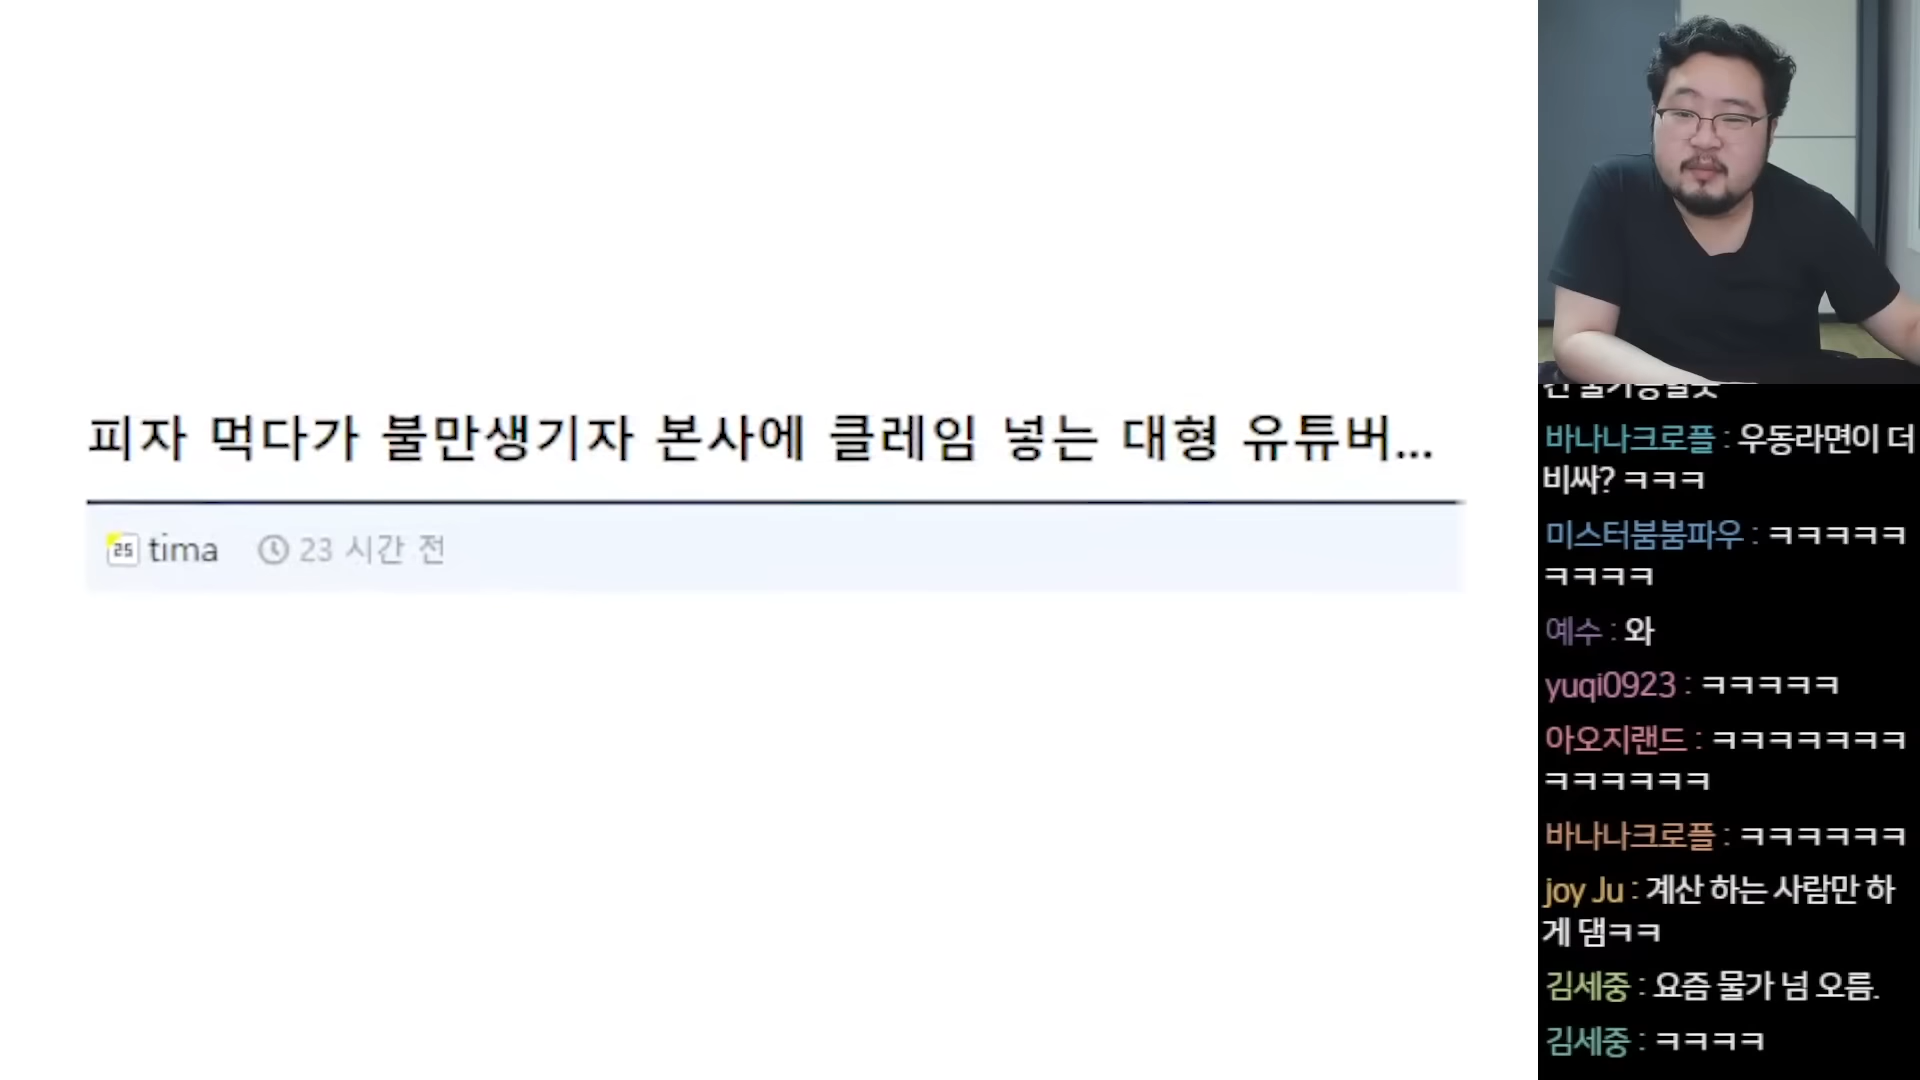 피자 먹다가 불만생기자 본사에 클레임 넣는 대형 유튜버...
25 tima 23 시간 전
바나나크로플 : 우동라면이 더
비싸? ㅋㅋㅋ
미스터붐붐파우 : ㅋㅋㅋㅋㅋ
ㅋㅋㅋㅋ
예수 : 와
yuqi0923 : ㅋㅋㅋㅋㅋ
아오지랜드 : ㅋㅋㅋㅋㅋㅋㅋ
ㅋㅋㅋㅋㅋㅋ
바나나크로플 : ㅋㅋㅋㅋㅋㅋ
joy Ju : 계산 하는 사람만 하
게 댐ㅋㅋ
김세중 : 요즘 물가 넘 오름.
김세중 : ㅋㅋㅋㅋ